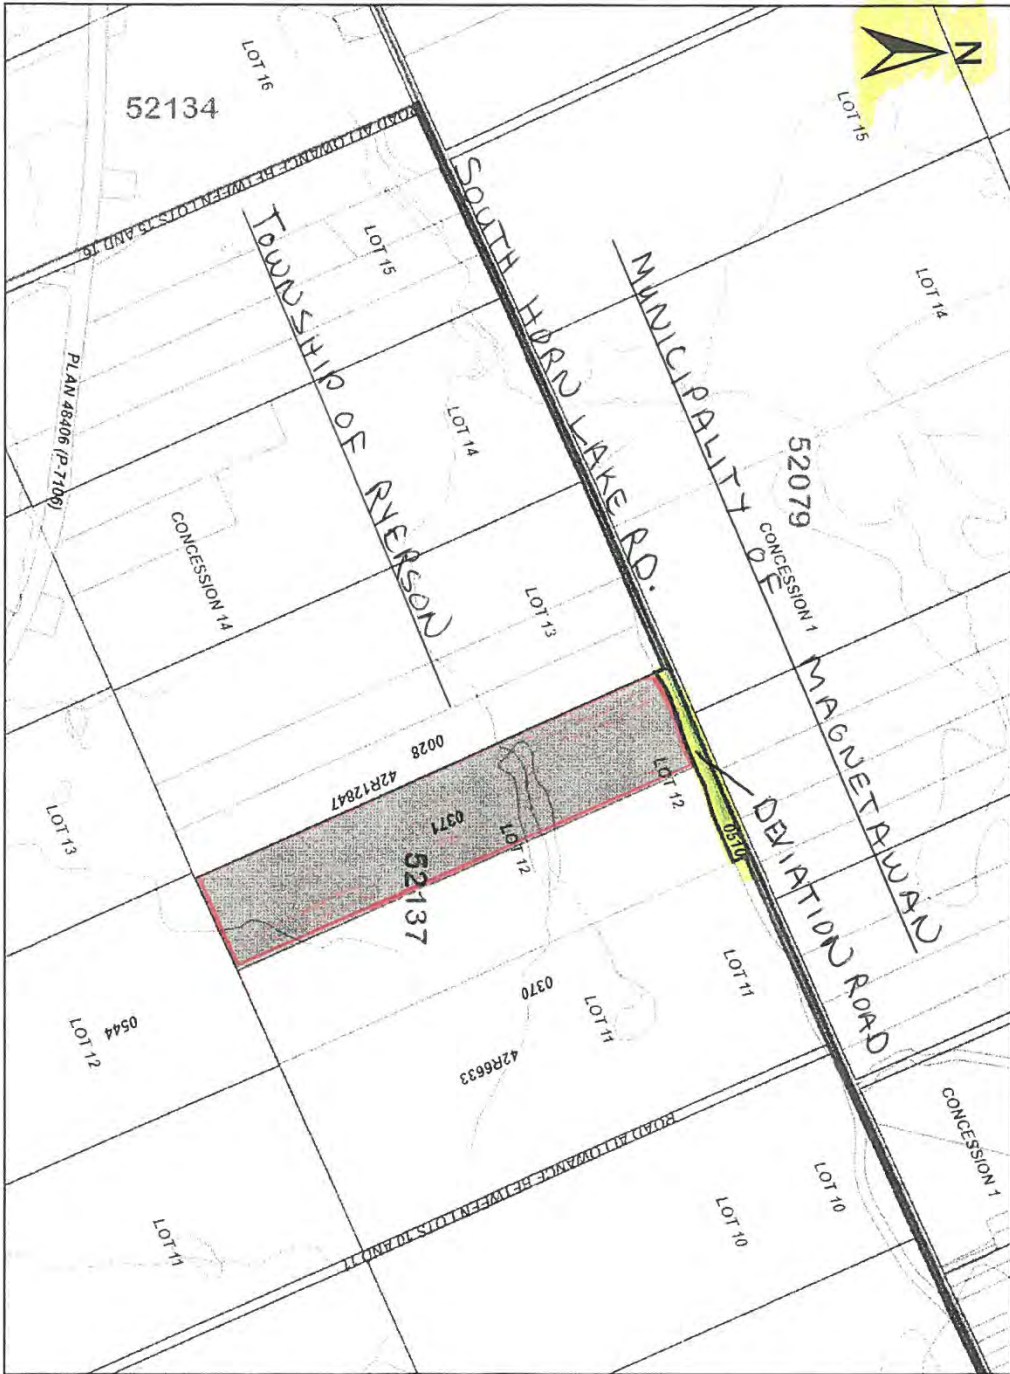 N
LOT 16
52134
LOT 15
ROAD ALLOWANCE BETWEEN LOTS 15 AND 16
SOUTH HORN LAKE RD.
TOWNSHIP OF RYERSON
LOT 15
MUNICIPALITY OF MAGNETAWAN
LOT 14
PLAN 48406 (P-7106)
LOT 14
52079
CONCESSION 1
CONCESSION 14
LOT 13
0028
42R12847
LOT 12
0371
LOT 12
52137
0510
DEVIATION ROAD
LOT 13
LOT 11
0370
LOT 11
0544
LOT 12
42R6633
CONCESSION 1
ROAD ALLOWANCE BETWEEN LOTS 10 AND 11
LOT 10
LOT 10
LOT 11